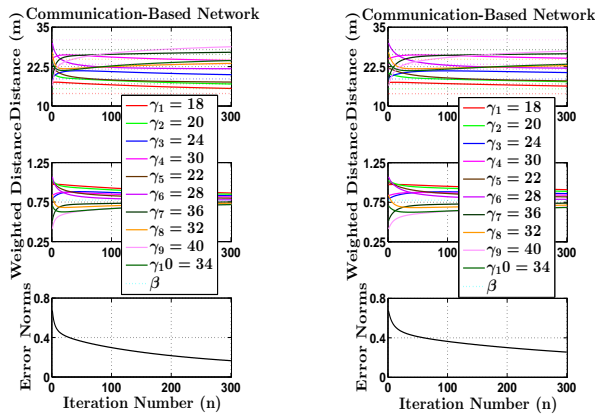 Communication-Based Network
Distance (m)
35
22.5
10
γ1 = 18
γ2 = 20
γ3 = 24
γ4 = 30
γ5 = 22
γ6 = 28
γ7 = 36
γ8 = 32
γ9 = 40
γ10 = 34
β
Weighted Distance
1.25
0.75
0.25
Error Norms
0.8
0.4
0
0 100 200 300
Iteration Number (n)
Communication-Based Network
Distance (m)
35
22.5
10
γ1 = 18
γ2 = 20
γ3 = 24
γ4 = 30
γ5 = 22
γ6 = 28
γ7 = 36
γ8 = 32
γ9 = 40
γ10 = 34
β
Weighted Distance
1.25
0.75
0.25
Error Norms
0.8
0.4
0
0 100 200 300
Iteration Number (n)